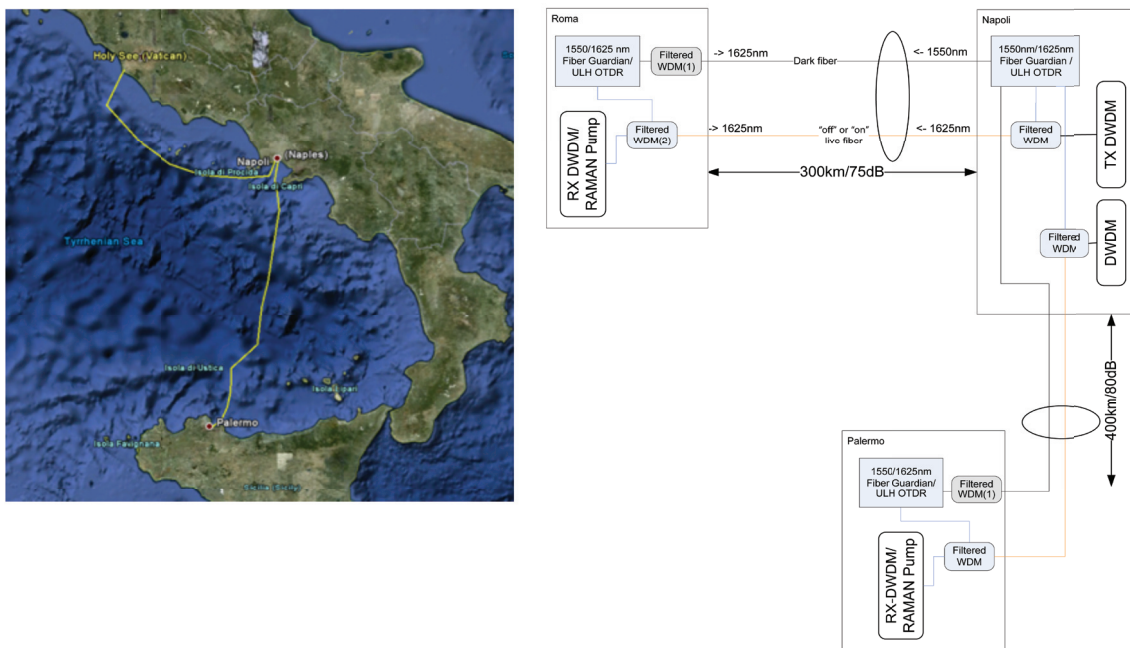 Holy See (Vatican)
Napoli
(Naples)
Isola di Procida
Isola di Capri
Tyrrhenian Sea
Isola di Ustica
Isola Lipari
Palermo
Isola Favignana
Sicilia (Sicily)
Roma
1550/1625 nm
Fiber Guardian/
ULH OTDR
Filtered
WDM(1)
-> 1625nm
Dark fiber
<- 1550nm
RX DWDM/
RAMAN Pump
Filtered
WDM(2)
-> 1625nm
"off" or "on"
live fiber
<- 1625nm
300km/75dB
Napoli
1550nm/1625nm
Fiber Guardian /
ULH OTDR
Filtered
WDM
TX DWDM
Filtered
WDM
DWDM
400km/80dB
Palermo
1550/1625nm
Fiber Guardian/
ULH OTDR
Filtered
WDM(1)
Filtered
WDM
RX-DWDM/
RAMAN Pump